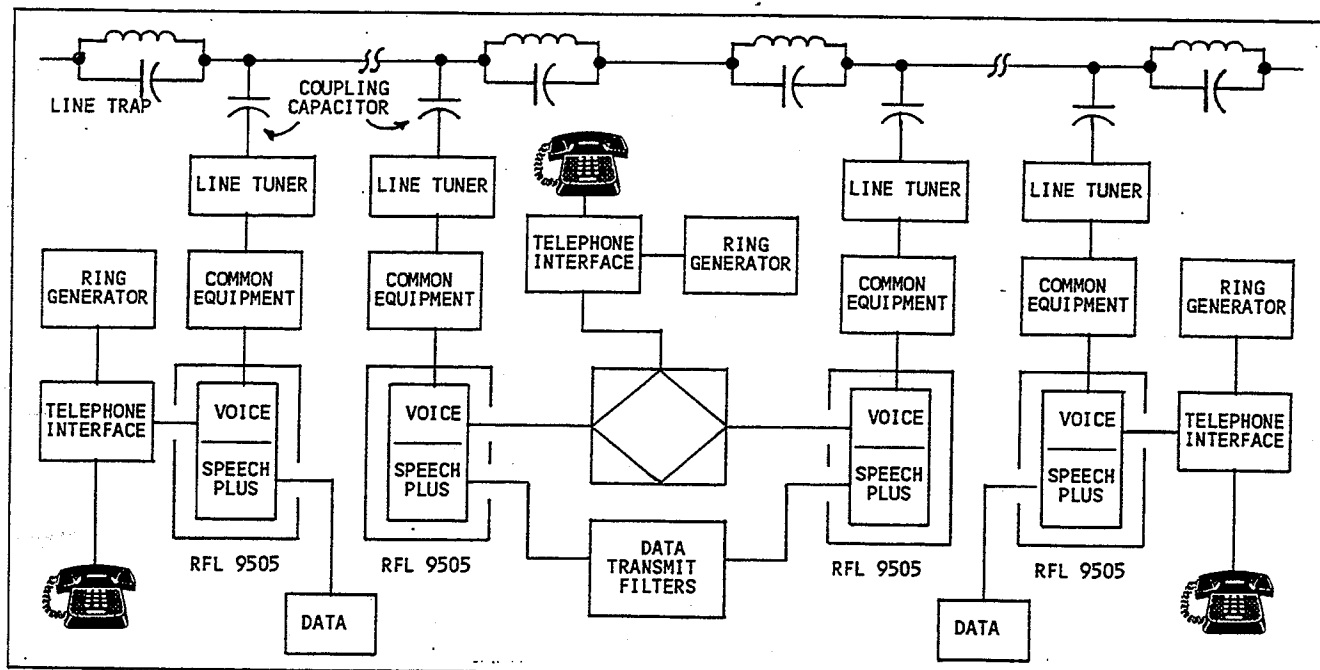 LINE TRAP
COUPLING
CAPACITOR
LINE TUNER
LINE TUNER
LINE TUNER
LINE TUNER
RING
GENERATOR
COMMON
EQUIPMENT
COMMON
EQUIPMENT
TELEPHONE
INTERFACE
RING
GENERATOR
COMMON
EQUIPMENT
COMMON
EQUIPMENT
RING
GENERATOR
TELEPHONE
INTERFACE
VOICE
SPEECH
PLUS
VOICE
SPEECH
PLUS
VOICE
SPEECH
PLUS
VOICE
SPEECH
PLUS
TELEPHONE
INTERFACE
RFL 9505
RFL 9505
DATA
TRANSMIT
FILTERS
RFL 9505
RFL 9505
DATA
DATA